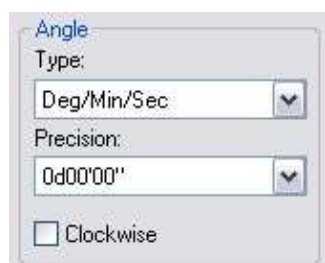 Angle
Type:
Deg/Min/Sec
Precision:
0d00'00"
Clockwise